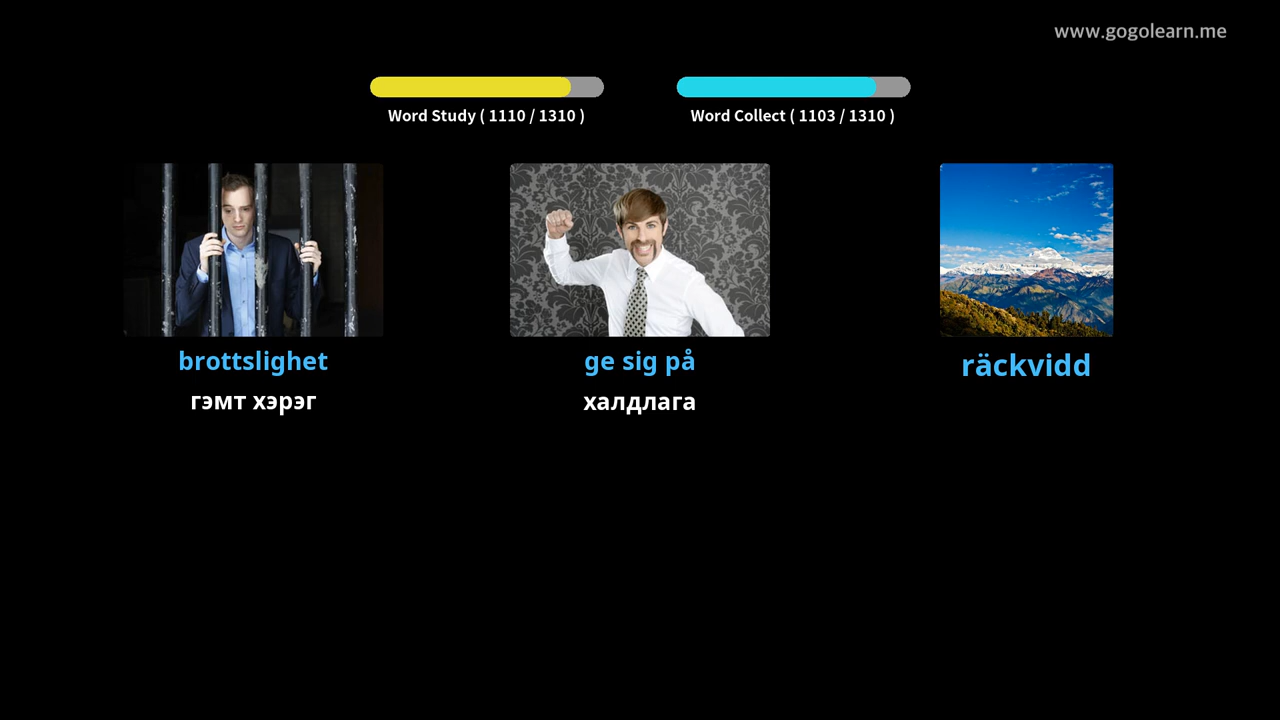 www.gogolearn.me
Word Study ( 1110 / 1310 )
Word Collect ( 1103 / 1310 )
brottslighet
ge sig på
räckvidd
гэмт хэрэг
халдлага